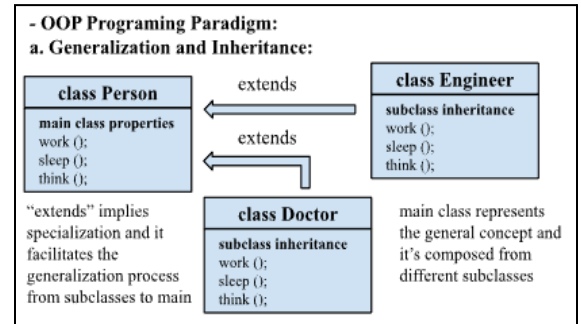 - OOP Programing Paradigm:
a. Generalization and Inheritance:
class Person
main class properties
work ();
sleep ();
think ();
extends
extends
class Engineer
subclass inheritance
work ();
sleep ();
think ();
"extends" implies
specialization and it
facilitates the
generalization process
from subclasses to main
class Doctor
subclass inheritance
work ();
sleep ();
think ();
main class represents
the general concept and
it's composed from
different subclasses